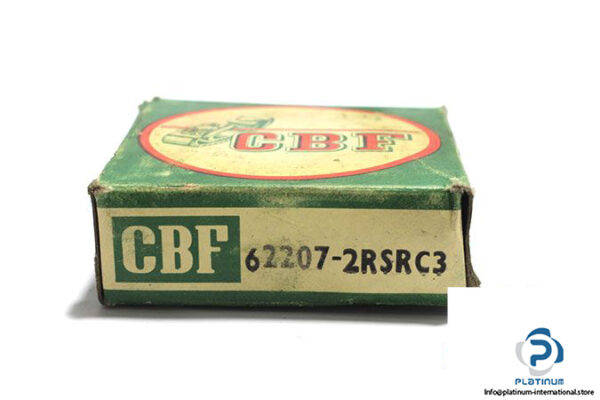 CBF
CBF 62207-2RSRC3
P
PLATINUM
Info@platinum-international.store